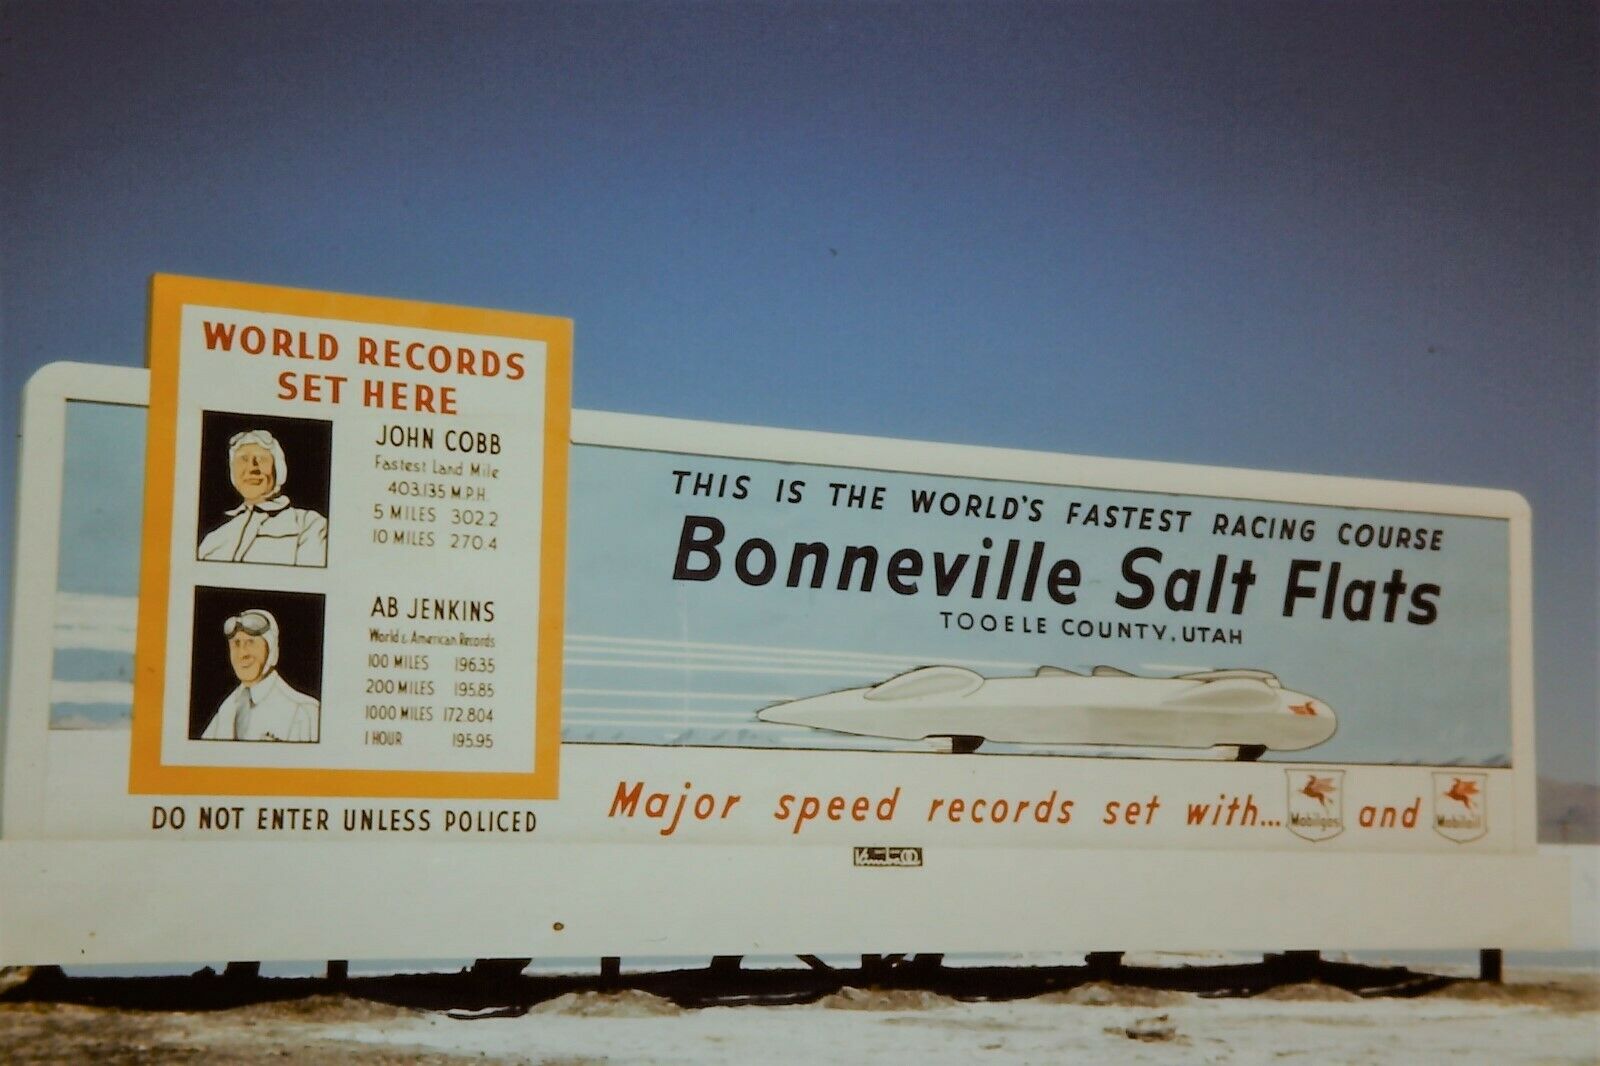 WORLD RECORDS
SET HERE
JOHN COBB
Fastest Land Mile
403.135 M.P.H.
5 MILES 302.2
10 MILES 270.4
AB JENKINS
World & American Records
100 MILES 196.35
200 MILES 195.85
1000 MILES 172.804
1 HOUR 195.95
DO NOT ENTER UNLESS POLICED
THIS IS THE WORLD'S FASTEST RACING COURSE
Bonneville Salt Flats
TOOELE COUNTY, UTAH
Major speed records set with... Mobilgas and Mobiloil